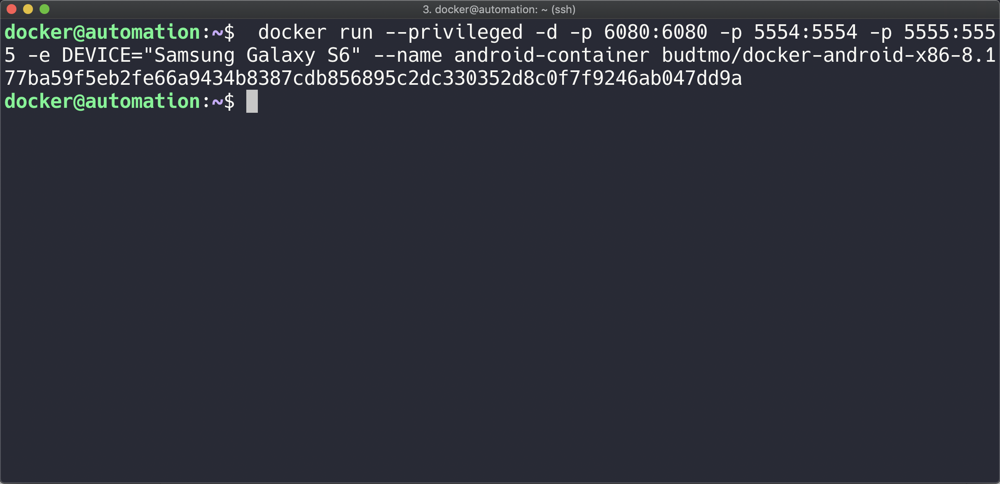 3. docker@automation: ~ (ssh)
docker@automation:~$  docker run --privileged -d -p 6080:6080 -p 5554:5554 -p 5555:555
5 -e DEVICE="Samsung Galaxy S6" --name android-container budtmo/docker-android-x86-8.1
77ba59f5eb2fe66a9434b8387cdb856895c2dc330352d8c0f7f9246ab047dd9a
docker@automation:~$